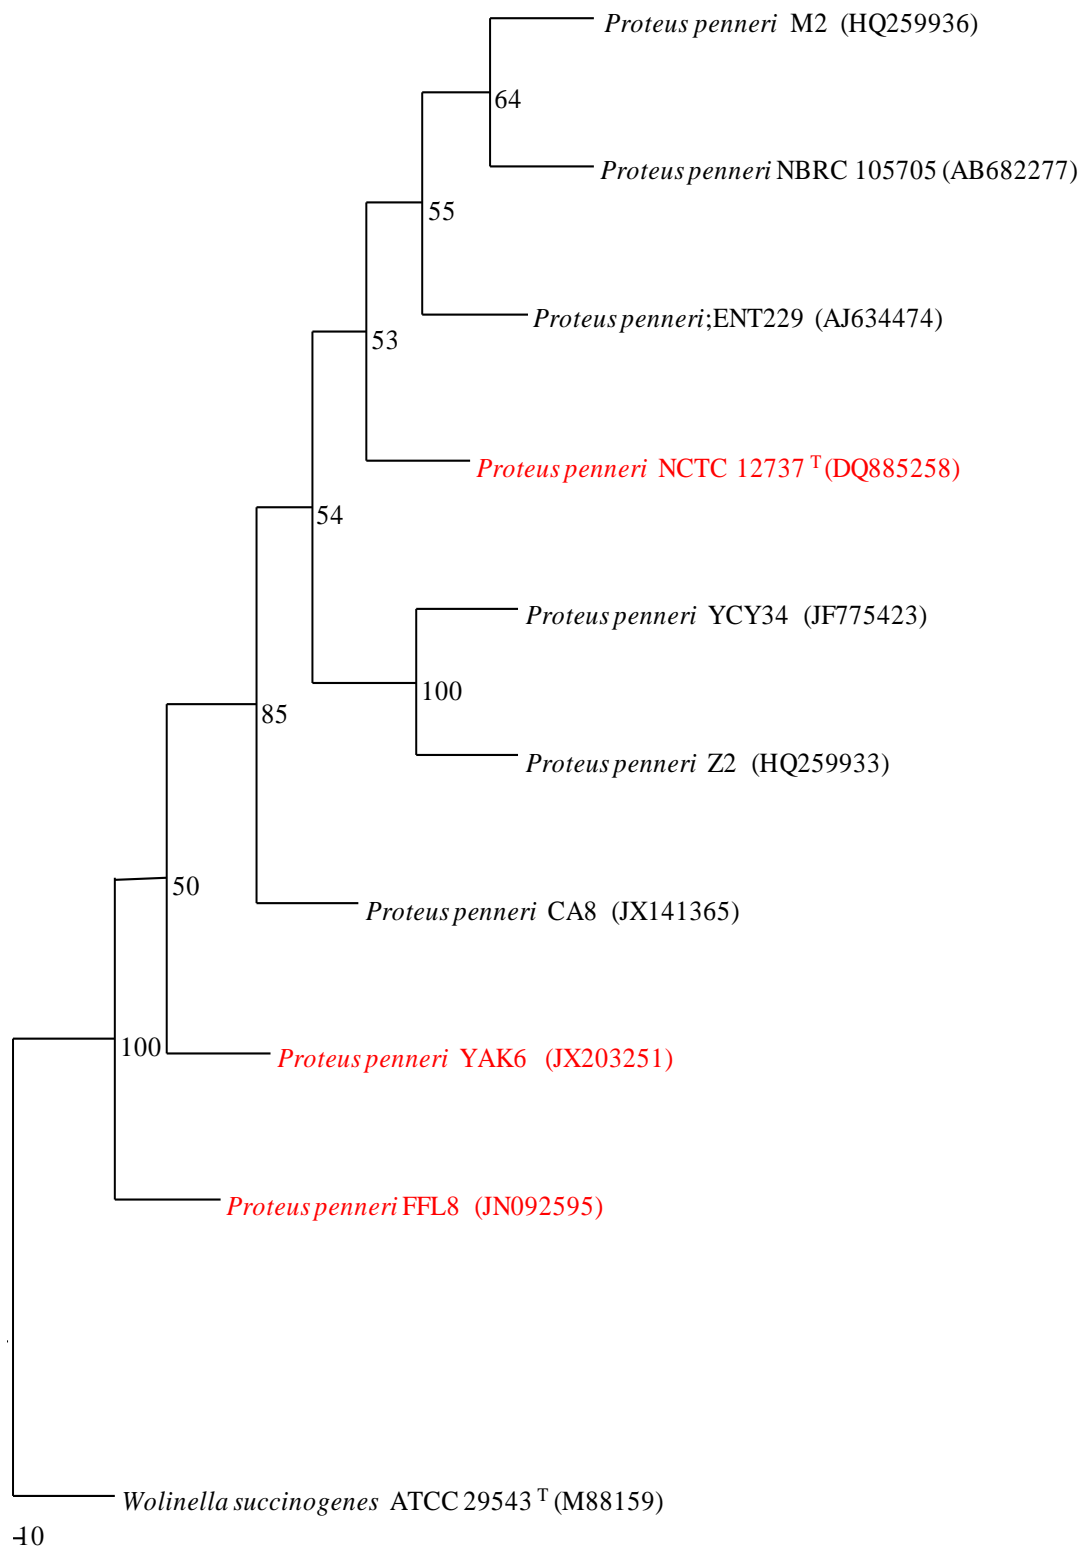 Proteus penneri M2 (HQ259936)
64
Proteus penneri NBRC 105705 (AB682277)
55
Proteus penneri;ENT229 (AJ634474)
53
Proteus penneri NCTC 12737 T (DQ885258)
54
Proteus penneri YCY34 (JF775423)
100
85
Proteus penneri Z2 (HQ259933)
50
Proteus penneri CA8 (JX141365)
100
Proteus penneri YAK6 (JX203251)
Proteus penneri FFL8 (JN092595)
Wolinella succinogenes ATCC 29543 T (M88159)
10